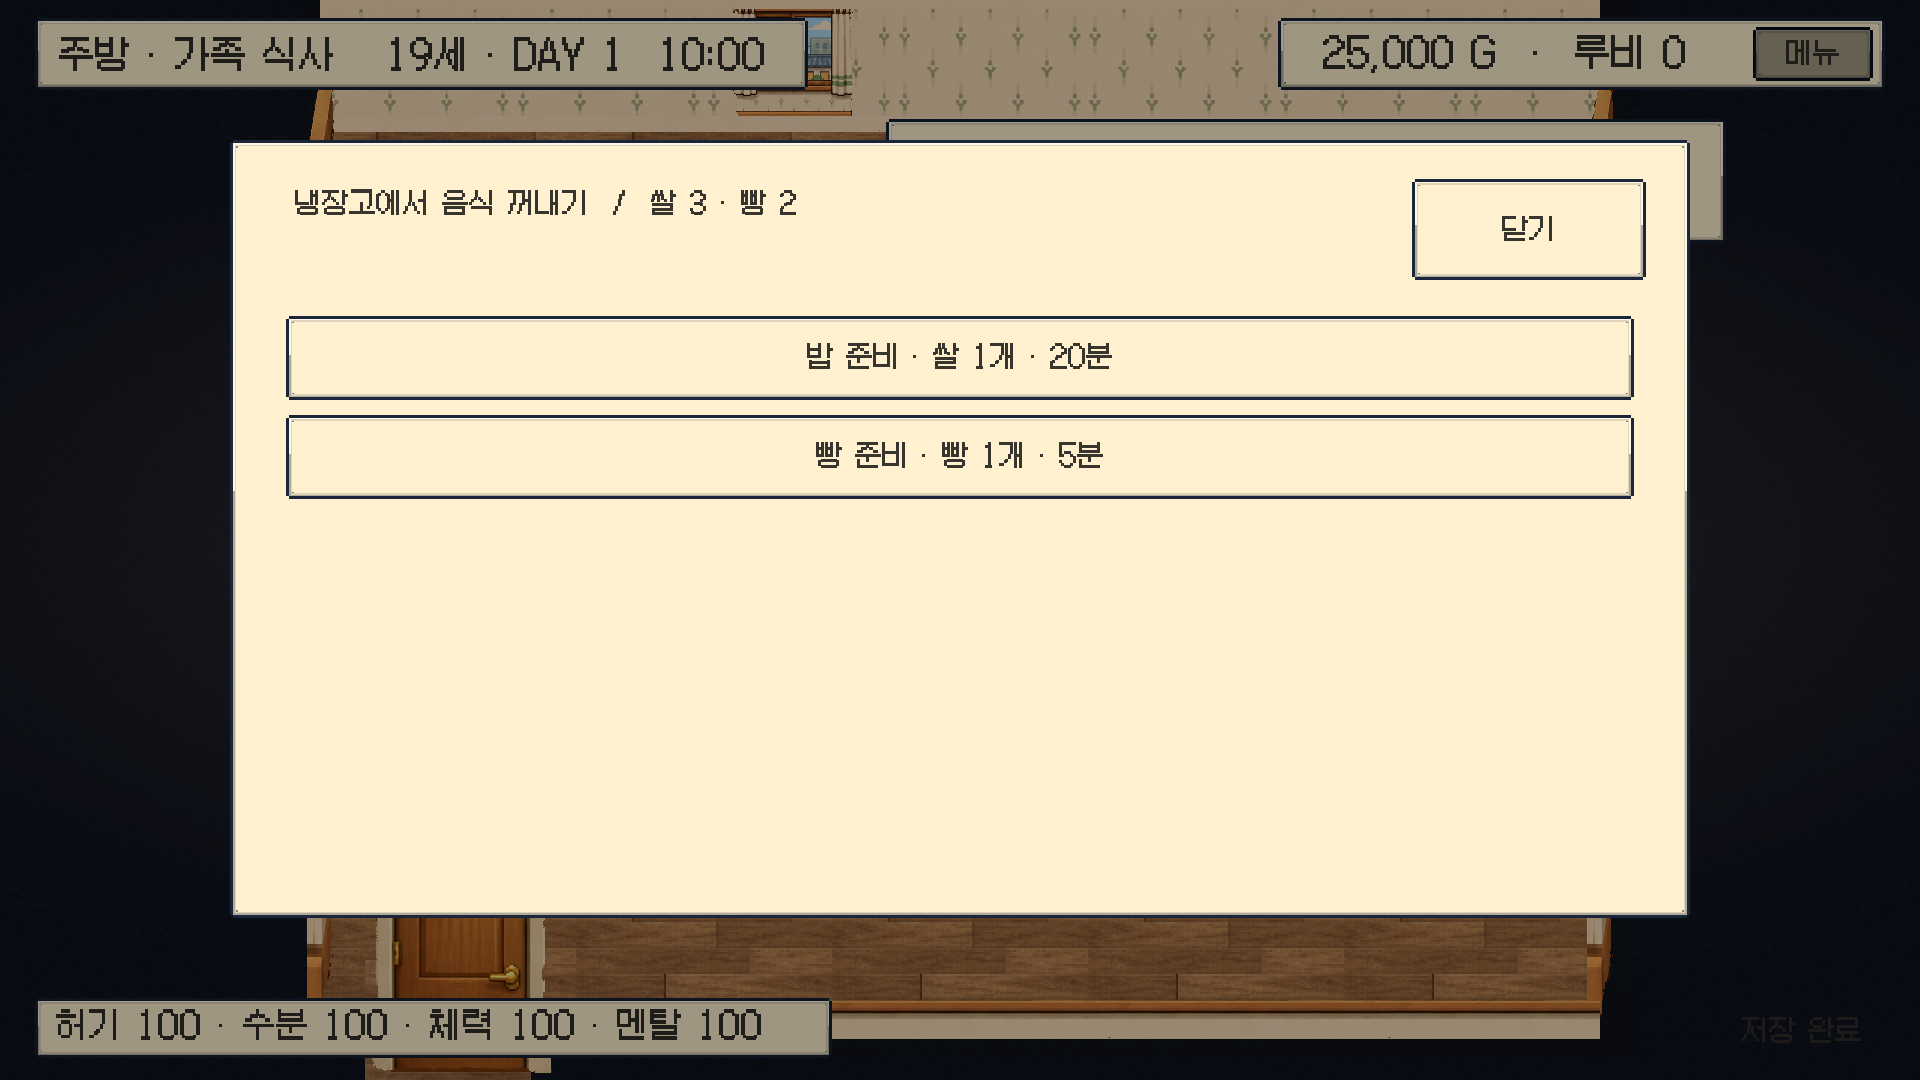 주방 · 가족 식사 19세 · DAY 1 10:00
25,000 G · 루비 0
메뉴
냉장고에서 음식 꺼내기 / 쌀 3 · 빵 2
닫기
밥 준비 · 쌀 1개 · 20분
빵 준비 · 빵 1개 · 5분
허기 100 · 수분 100 · 체력 100 · 멘탈 100
저장 완료